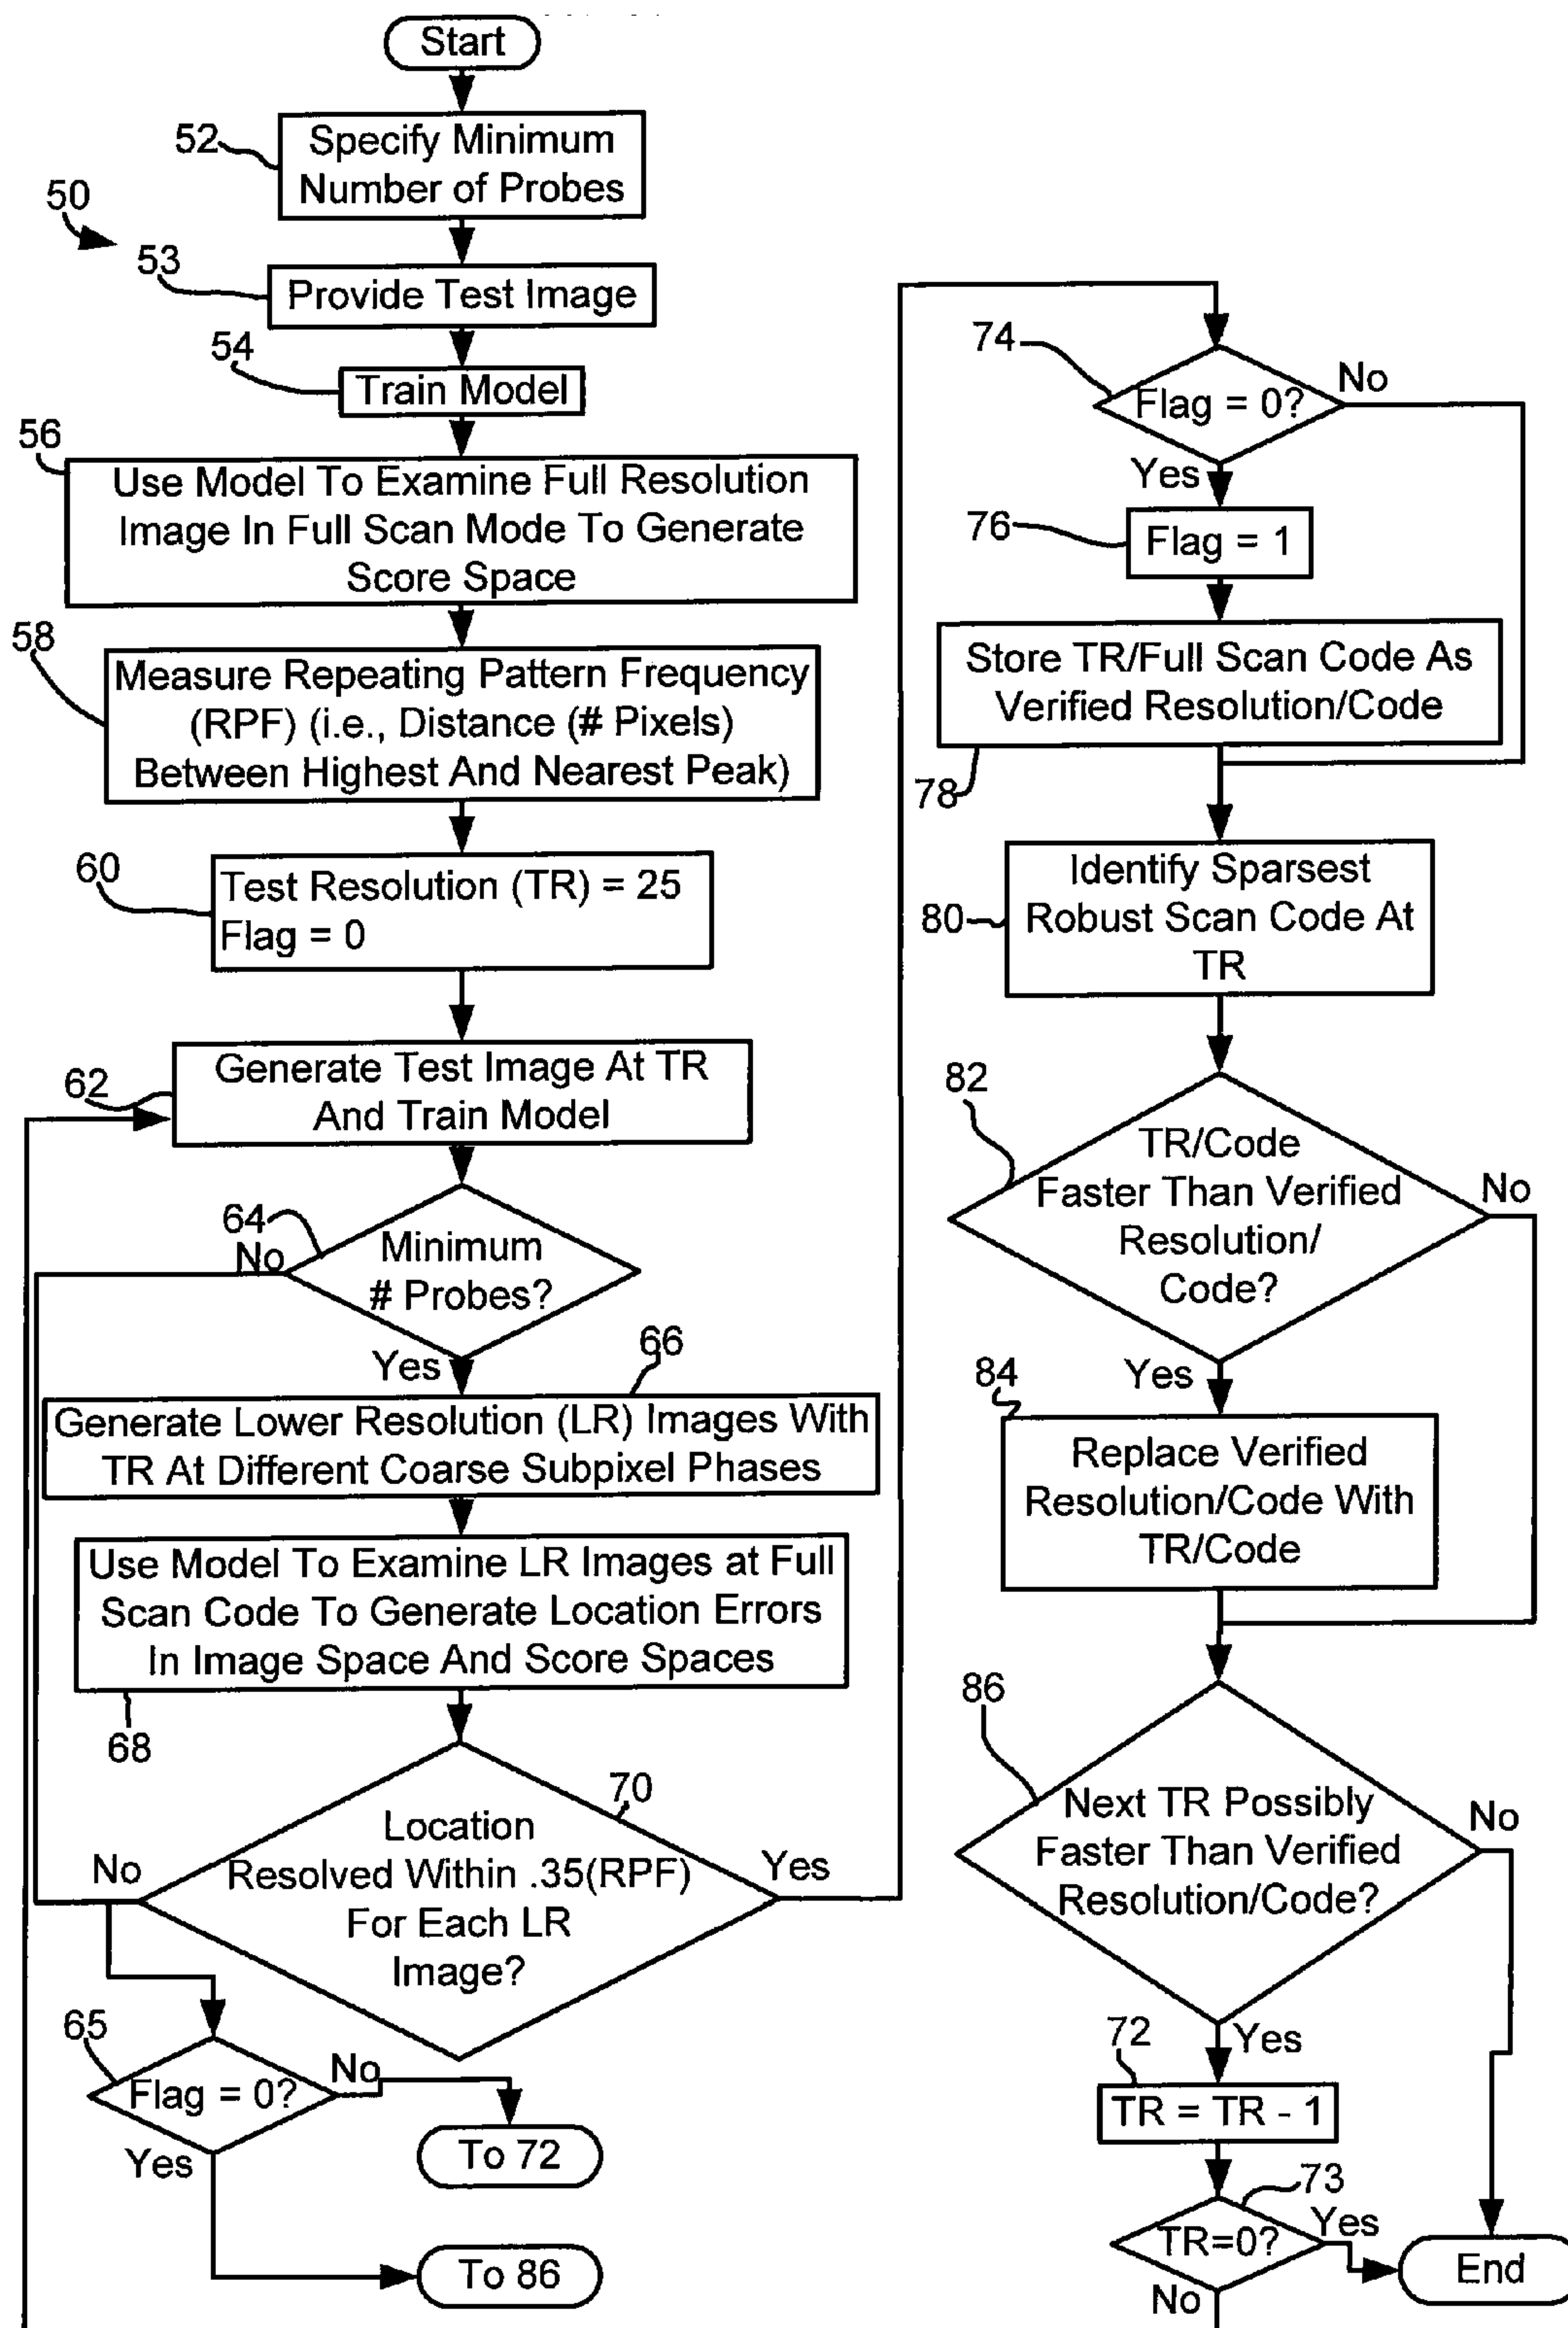 Start
52
Specify Minimum
Number of Probes
50
53
Provide Test Image
54
Train Model
56
Use Model To Examine Full Resolution
Image In Full Scan Mode To Generate
Score Space
58
Measure Repeating Pattern Frequency
(RPF) (i.e., Distance (# Pixels)
Between Highest And Nearest Peak)
60
Test Resolution (TR) = 25
Flag = 0
62
Generate Test Image At TR
And Train Model
64
No
Minimum
# Probes?
Yes
66
Generate Lower Resolution (LR) Images With
TR At Different Coarse Subpixel Phases
Use Model To Examine LR Images at Full
Scan Code To Generate Location Errors
In Image Space And Score Spaces
68
70
Location
Resolved Within .35(RPF)
For Each LR
Image?
No
Yes
65
Flag = 0?
No
Yes
To 72
To 86
74
Flag = 0?
No
Yes
76
Flag = 1
Store TR/Full Scan Code As
Verified Resolution/Code
78
Identify Sparsest
Robust Scan Code At
TR
80
82
TR/Code
Faster Than Verified
Resolution/
Code?
No
Yes
84
Replace Verified
Resolution/Code With
TR/Code
86
Next TR Possibly
Faster Than Verified
Resolution/Code?
No
Yes
72
TR = TR - 1
73
TR=0?
Yes
No
End